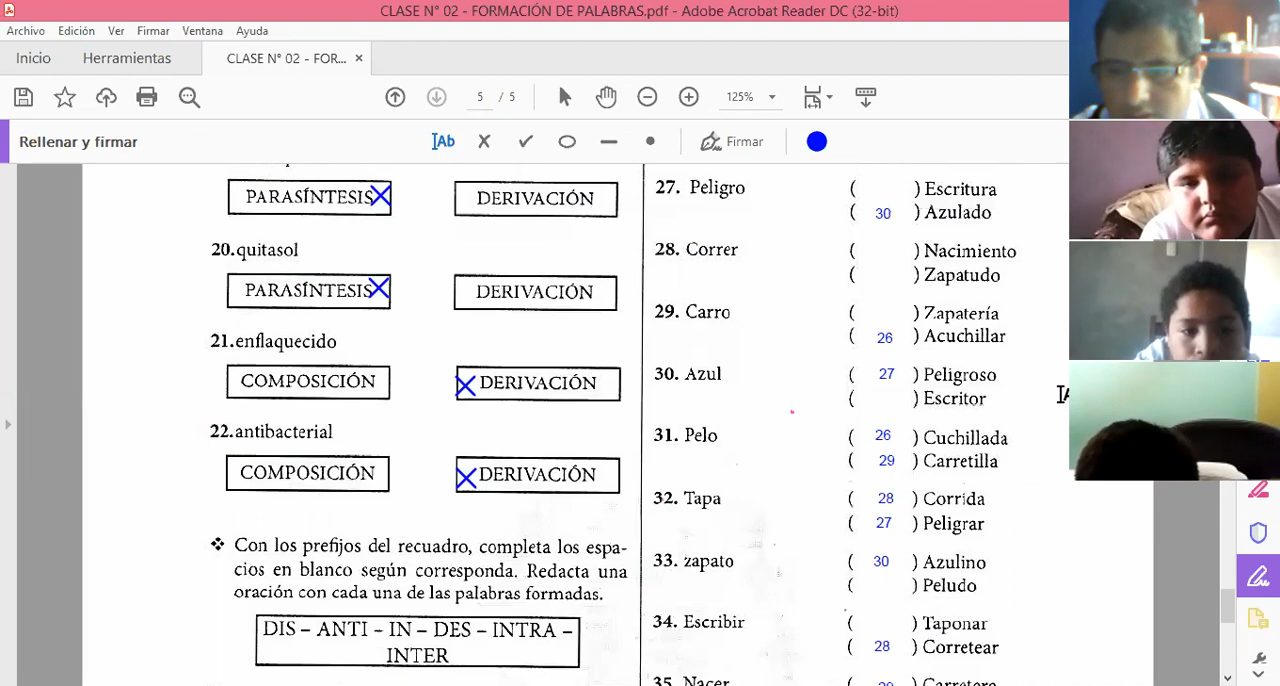 CLASE N° 02 - FORMACIÓN DE PALABRAS.pdf - Adobe Acrobat Reader DC (32-bit)
Archivo Edición Ver Firmar Ventana Ayuda
Inicio Herramientas CLASE N° 02 - FOR... ×
5 / 5 125%
Rellenar y firmar Ab Firmar
PARASÍNTESIS X DERIVACIÓN
20.quitasol
PARASÍNTESIS X DERIVACIÓN
21.enflaquecido
COMPOSICIÓN X DERIVACIÓN
22.antibacterial
COMPOSICIÓN X DERIVACIÓN
❖ Con los prefijos del recuadro, completa los espa-
cios en blanco según corresponda. Redacta una
oración con cada una de las palabras formadas.
DIS – ANTI – IN – DES – INTRA –
INTER
27. Peligro ( ) Escritura
( 30 ) Azulado
28. Correr ( ) Nacimiento
( ) Zapatudo
29. Carro ( ) Zapatería
( 26 ) Acuchillar
30. Azul ( 27 ) Peligroso
( ) Escritor
31. Pelo ( 26 ) Cuchillada
( 29 ) Carretilla
32. Tapa ( 28 ) Corrida
( 27 ) Peligrar
33. zapato ( 30 ) Azulino
( ) Peludo
34. Escribir ( ) Taponar
( 28 ) Corretear
35. Nacer ( 29 ) Carretera